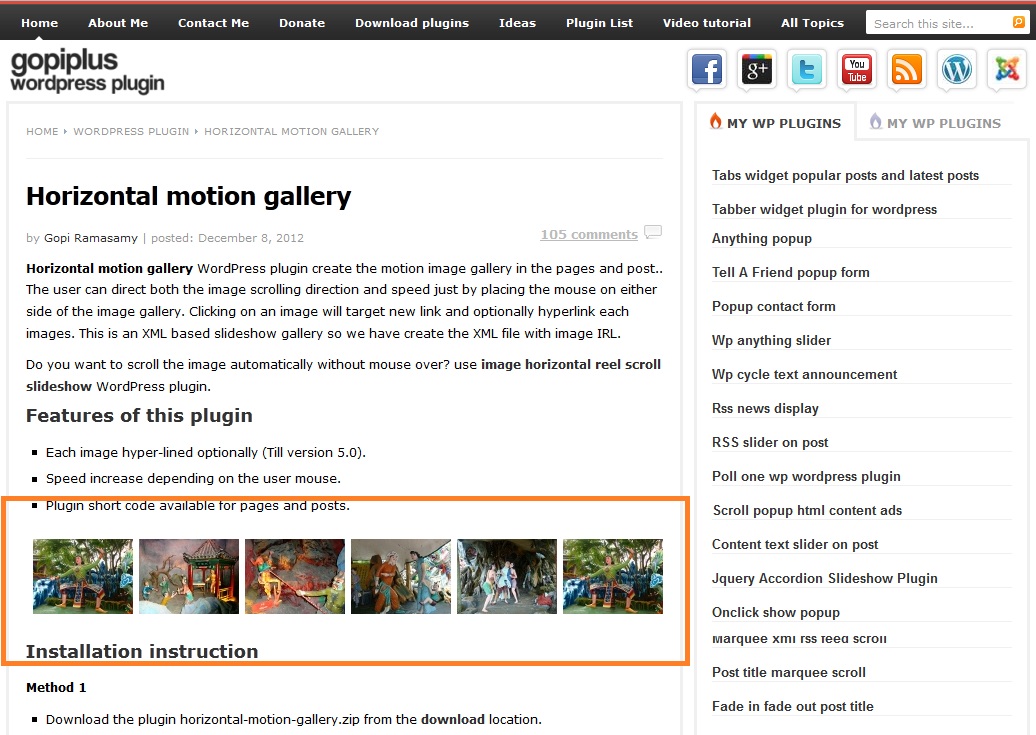 Home About Me Contact Me Donate Download plugins Ideas Plugin List Video tutorial All Topics Search this site...
gopiplus
wordpress plugin
f g+ t You Tube
HOME WORDPRESS PLUGIN HORIZONTAL MOTION GALLERY
Horizontal motion gallery
by Gopi Ramasamy | posted: December 8, 2012 105 comments
Horizontal motion gallery WordPress plugin create the motion image gallery in the pages and post..
The user can direct both the image scrolling direction and speed just by placing the mouse on either
side of the image gallery. Clicking on an image will target new link and optionally hyperlink each
images. This is an XML based slideshow gallery so we have create the XML file with image IRL.
Do you want to scroll the image automatically without mouse over? use image horizontal reel scroll
slideshow WordPress plugin.
Features of this plugin
Each image hyper-lined optionally (Till version 5.0).
Speed increase depending on the user mouse.
Plugin short code available for pages and posts.
Installation instruction
Method 1
Download the plugin horizontal-motion-gallery.zip from the download location.
MY WP PLUGINS MY WP PLUGINS
Tabs widget popular posts and latest posts
Tabber widget plugin for wordpress
Anything popup
Tell A Friend popup form
Popup contact form
Wp anything slider
Wp cycle text announcement
Rss news display
RSS slider on post
Poll one wp wordpress plugin
Scroll popup html content ads
Content text slider on post
Jquery Accordion Slideshow Plugin
Onclick show popup
Marquee xml rss feed scroll
Post title marquee scroll
Fade in fade out post title